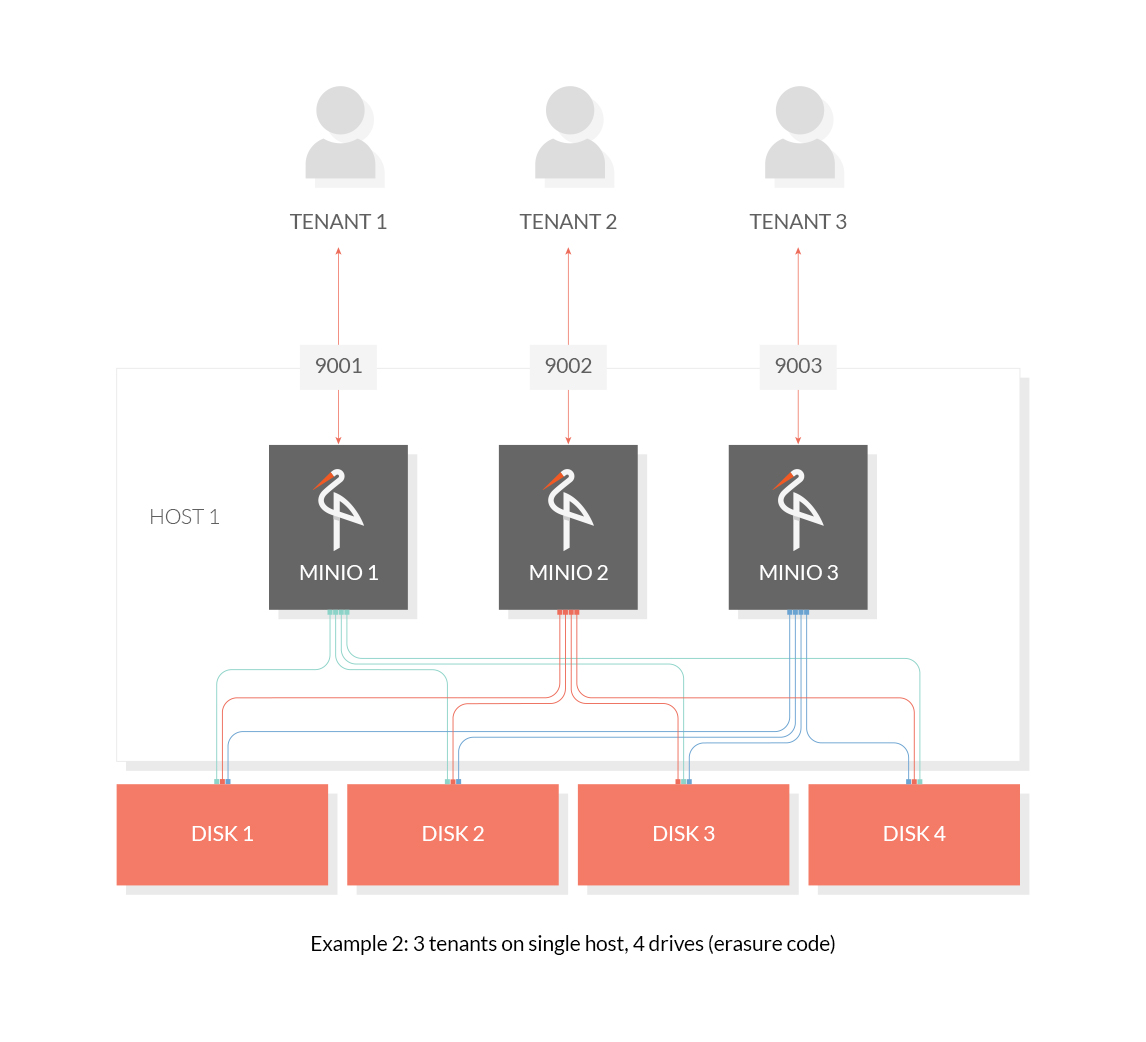 TENANT 1
TENANT 2
TENANT 3
9001
9002
9003
HOST 1
MINIO 1
MINIO 2
MINIO 3
DISK 1
DISK 2
DISK 3
DISK 4
Example 2: 3 tenants on single host, 4 drives (erasure code)